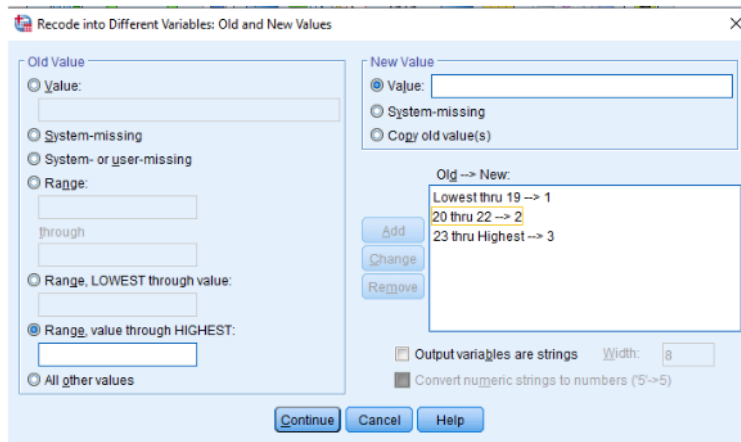 Recode into Different Variables: Old and New Values
Old Value
Value:
System-missing
System- or user-missing
Range:
through
Range, LOWEST through value:
Range, value through HIGHEST:
All other values
New Value
Value:
System-missing
Copy old value(s)
Old --> New:
Lowest thru 19 --> 1
20 thru 22 --> 2
23 thru Highest --> 3
Add
Change
Remove
Output variables are strings Width: 8
Convert numeric strings to numbers ('5'->5)
Continue Cancel Help